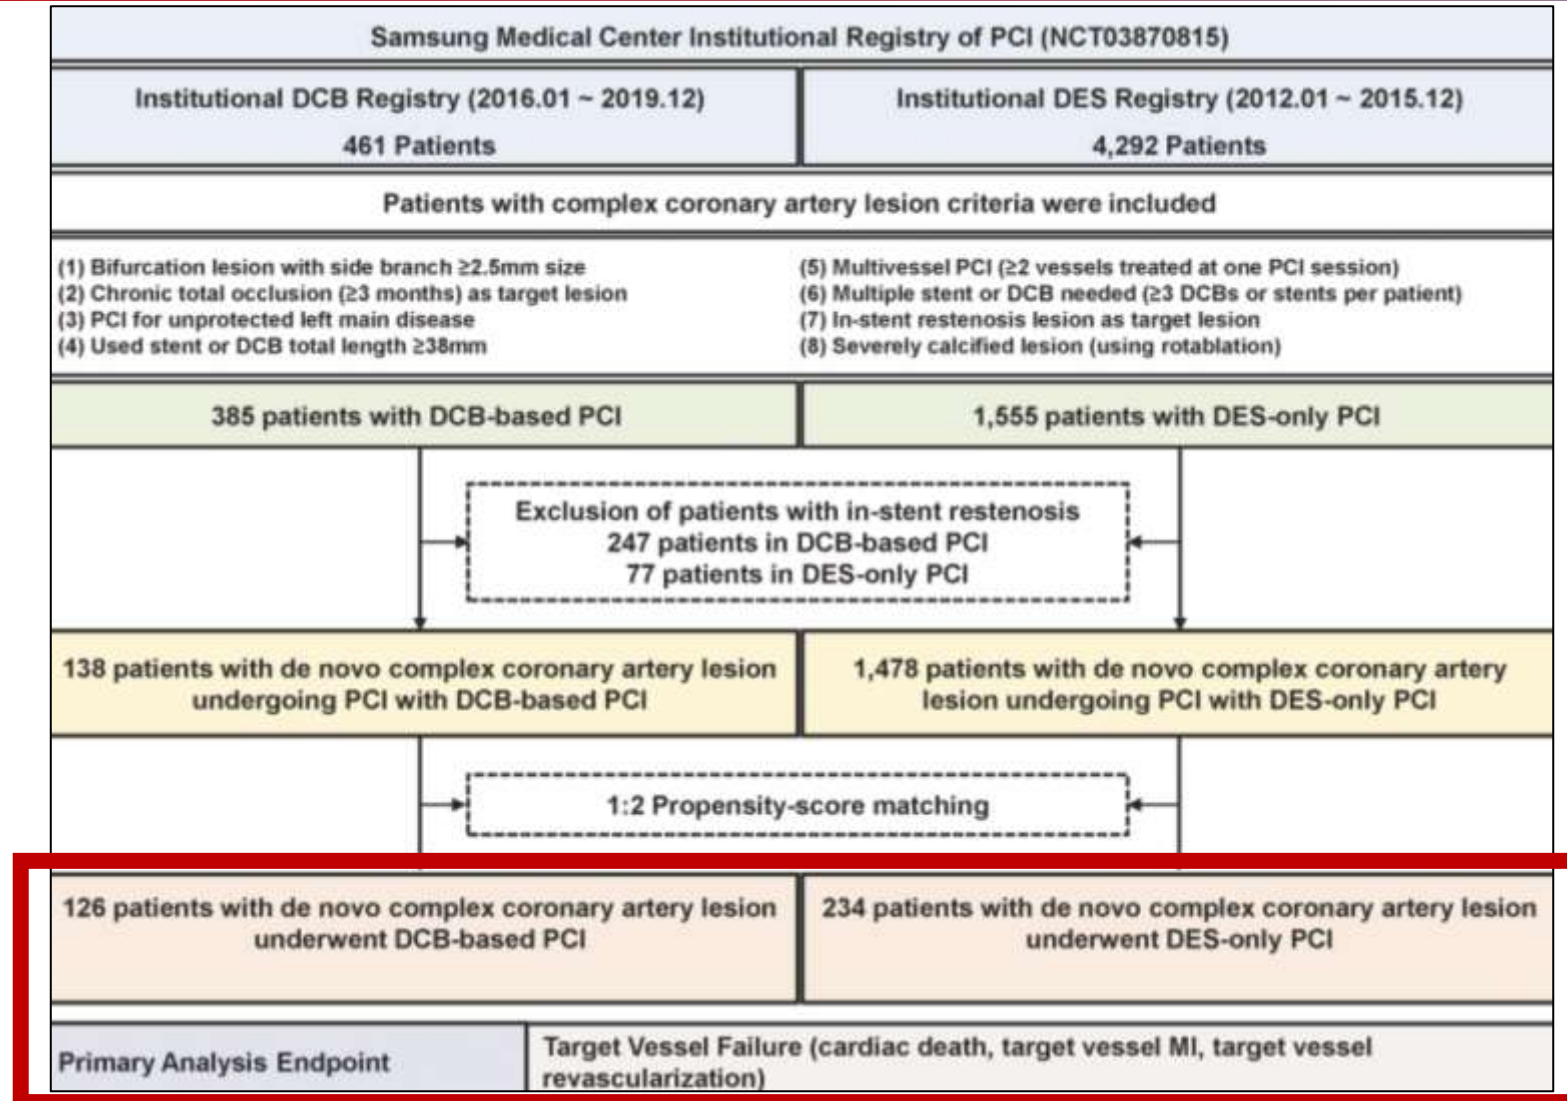 Samsung Medical Center Institutional Registry of PCI (NCT03870815)
Institutional DCB Registry (2016.01 ~ 2019.12)
461 Patients
Institutional DES Registry (2012.01 ~ 2015.12)
4,292 Patients
Patients with complex coronary artery lesion criteria were included
(1) Bifurcation lesion with side branch ≥2.5mm size
(2) Chronic total occlusion (≥3 months) as target lesion
(3) PCI for unprotected left main disease
(4) Used stent or DCB total length ≥38mm
(5) Multivessel PCI (≥2 vessels treated at one PCI session)
(6) Multiple stent or DCB needed (≥3 DCBs or stents per patient)
(7) In-stent restenosis lesion as target lesion
(8) Severely calcified lesion (using rotablation)
385 patients with DCB-based PCI
1,555 patients with DES-only PCI
Exclusion of patients with in-stent restenosis
247 patients in DCB-based PCI
77 patients in DES-only PCI
138 patients with de novo complex coronary artery lesion
undergoing PCI with DCB-based PCI
1,478 patients with de novo complex coronary artery
lesion undergoing PCI with DES-only PCI
1:2 Propensity-score matching
126 patients with de novo complex coronary artery lesion
underwent DCB-based PCI
234 patients with de novo complex coronary artery lesion
underwent DES-only PCI
Primary Analysis Endpoint
Target Vessel Failure (cardiac death, target vessel MI, target vessel
revascularization)